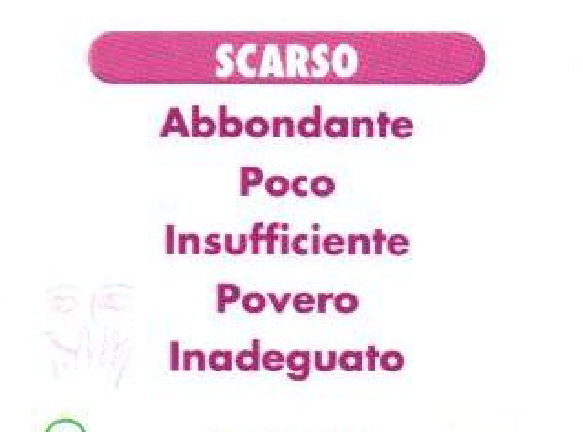 SCARSO
Abbondante
Poco
Insufficiente
Povero
Inadeguato